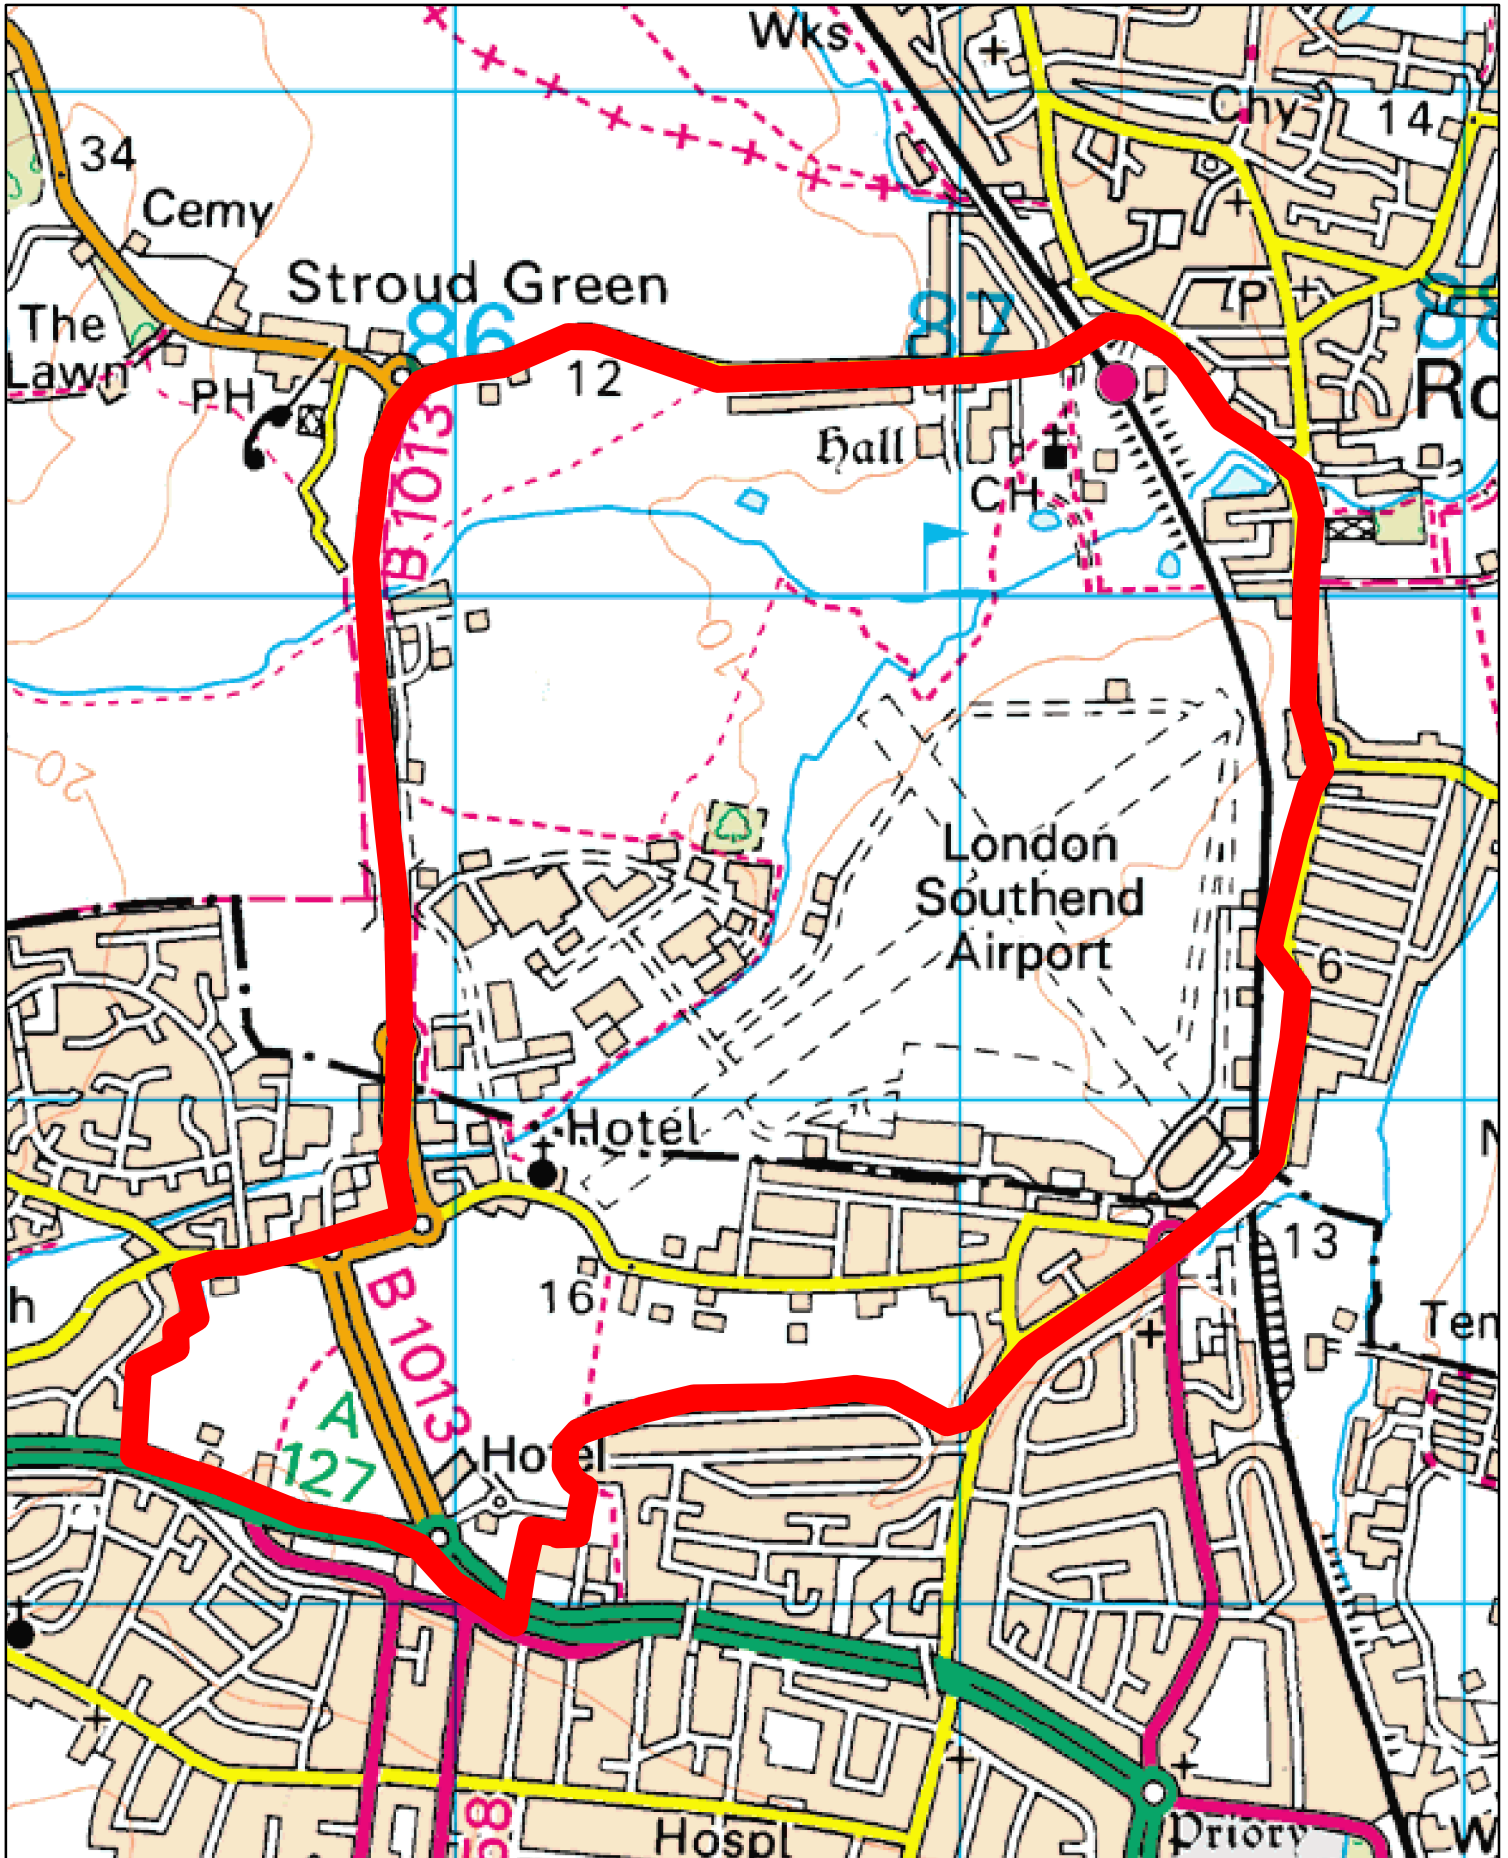 Wks
Chy
14
34
Cemy
Stroud Green
86
87
88
The
Lawn
PH
12
B 1013
Hall
CH
P
Ro
10
20
London
Southend
Airport
6
Hotel
13
16
h
B 1013
A
127
Hotel
Ten
N
Hospl
Priory
W